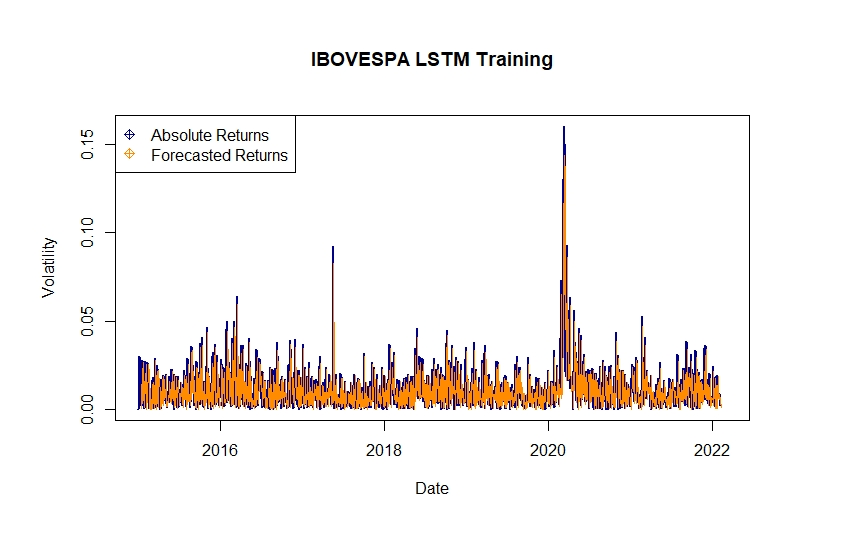 IBOVESPA LSTM Training
Absolute Returns
Forecasted Returns
Volatility
0.15
0.10
0.05
0.00
2016 2018 2020 2022
Date